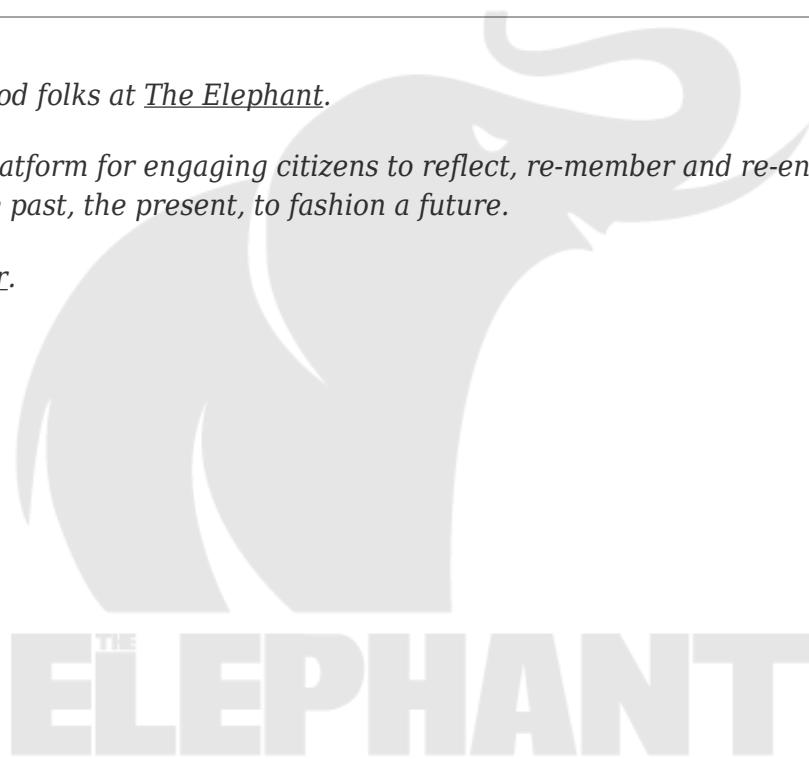 od folks at The Elephant.
atform for engaging citizens to reflect, re-member and re-en
past, the present, to fashion a future.
r.
THE
ELEPHANT